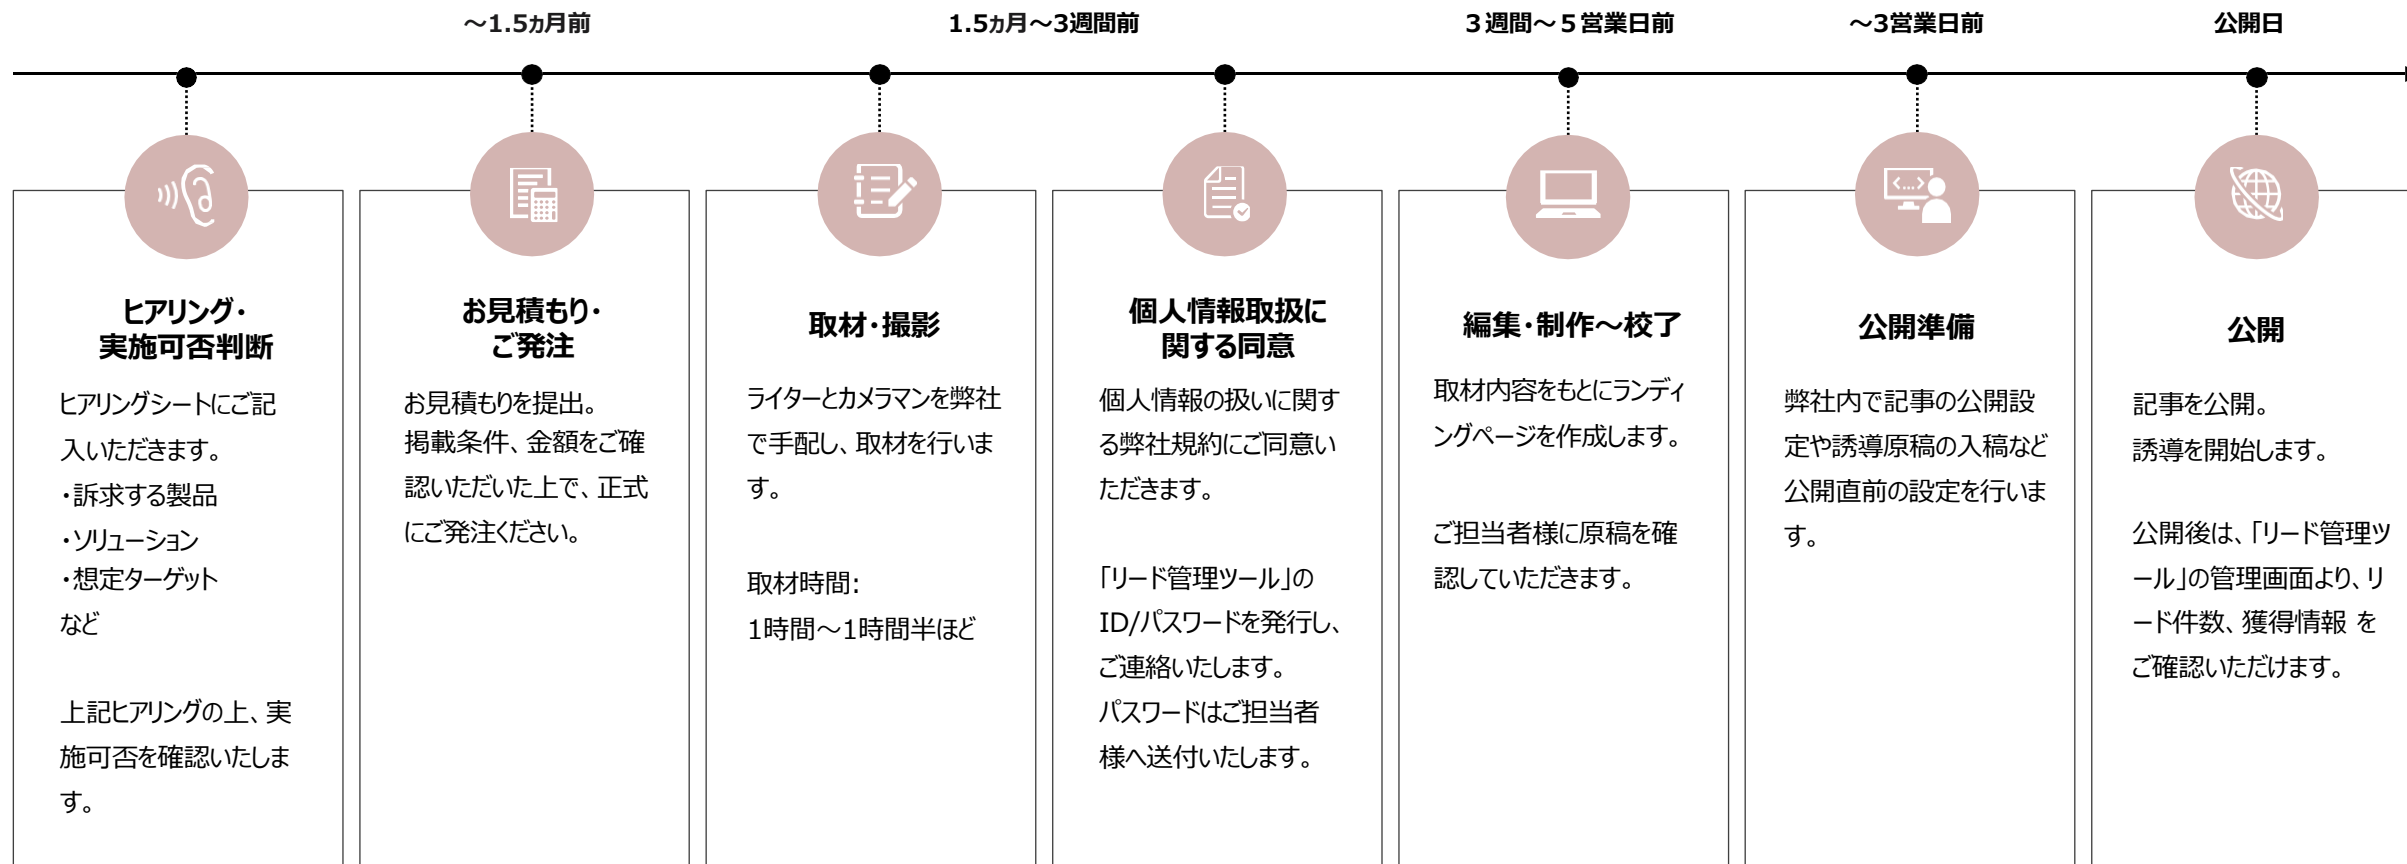 ～1.5ヵ月前
1.5ヵ月～3週間前
３週間～５営業日前
～3営業日前
公開日
ヒアリング・
実施可否判断
ヒアリングシートにご記
入いただきます。
・訴求する製品
・ソリューション
・想定ターゲット
など
上記ヒアリングの上、実
施可否を確認いたしま
す。
お見積もり・
ご発注
お見積もりを提出。
掲載条件、金額をご確
認いただいた上で、正式
にご発注ください。
取材・撮影
ライターとカメラマンを弊社
で手配し、取材を行いま
す。
取材時間:
1時間～1時間半ほど
個人情報取扱に
関する同意
個人情報の扱いに関す
る弊社規約にご同意い
ただきます。
「リード管理ツール」の
ID/パスワードを発行し、
ご連絡いたします。
パスワードはご担当者
様へ送付いたします。
編集・制作～校了
取材内容をもとにランディ
ングページを作成します。
ご担当者様に原稿を確
認していただきます。
<...>
公開準備
弊社内で記事の公開設
定や誘導原稿の入稿など
公開直前の設定を行いま
す。
公開
記事を公開。
誘導を開始します。
公開後は、「リード管理ツ
ール」の管理画面より、リ
ード件数、獲得情報 を
ご確認いただけます。